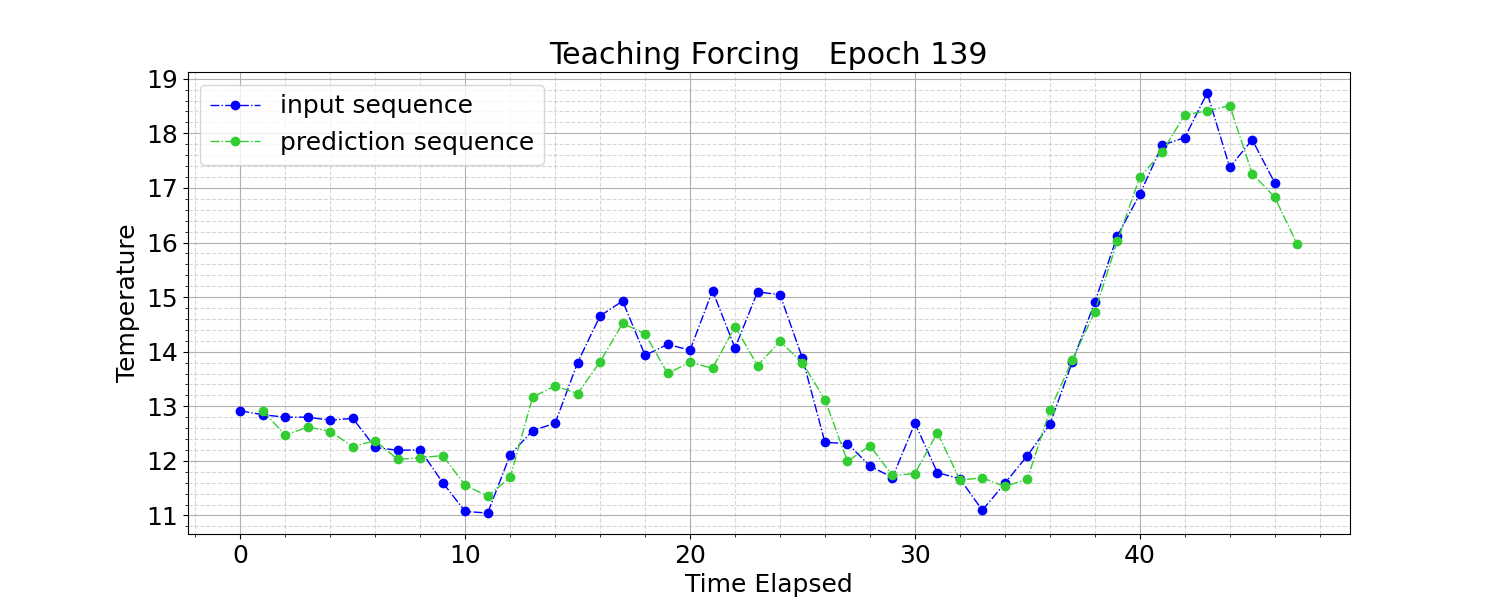 Teaching Forcing   Epoch 139
19
18
17
16
15
14
13
12
11
Temperature
input sequence
prediction sequence
0 10 20 30 40
Time Elapsed